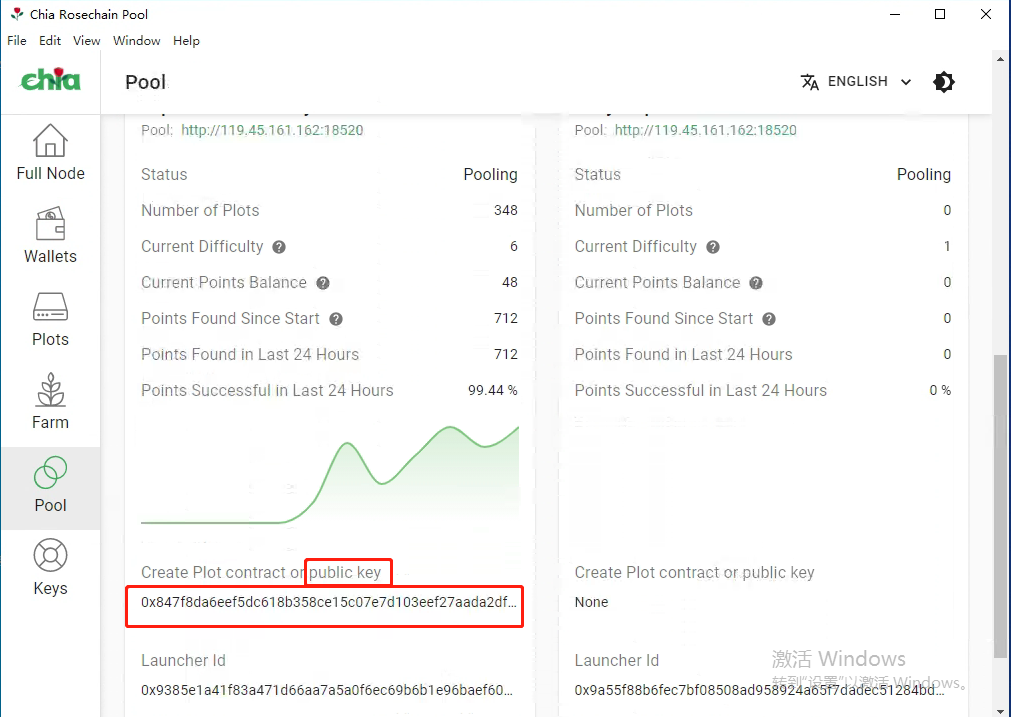 Chia Rosechain Pool
File Edit View Window Help
chia
Pool
ENGLISH
Full Node
Wallets
Plots
Farm
Pool
Keys
Pool: http://119.45.161.162:18520
Status Pooling
Number of Plots 348
Current Difficulty ? 6
Current Points Balance ? 48
Points Found Since Start ? 712
Points Found in Last 24 Hours 712
Points Successful in Last 24 Hours 99.44 %
Create Plot contract or public key
0x847f8da6eef5dc618b358ce15c07e7d103eef27aada2df...
Launcher Id
0x9385e1a41f83a471d66aa7a5a0f6ec69b6b1e96baef60...
Pool: http://119.45.161.162:18520
Status Pooling
Number of Plots 0
Current Difficulty ? 1
Current Points Balance ? 0
Points Found Since Start ? 0
Points Found in Last 24 Hours 0
Points Successful in Last 24 Hours 0 %
Create Plot contract or public key
None
Launcher Id
0x9a55f88b6fec7bf08508ad958924a65f7dadec51284bd...
激活 Windows
转到"设置"以激活 Windows。